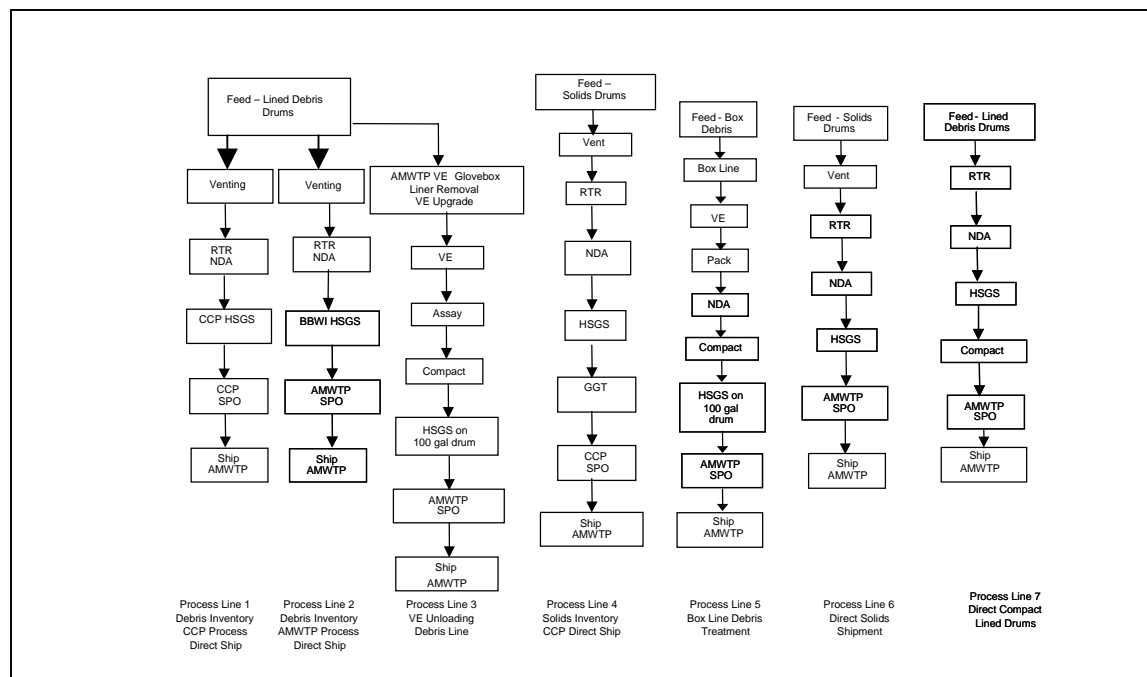 Feed – Lined Debris
Drums
Venting
RTR
NDA
CCP HSGS
CCP
SPO
Ship
AMWTP
Venting
RTR
NDA
BBWI HSGS
AMWTP
SPO
Ship
AMWTP
AMWTP VE Glovebox
Liner Removal
VE Upgrade
VE
Assay
Compact
HSGS on
100 gal drum
AMWTP
SPO
Ship
AMWTP
Feed –
Solids Drums
Vent
RTR
NDA
HSGS
GGT
CCP
SPO
Ship
AMWTP
Feed - Box
Debris
Box Line
VE
Pack
NDA
Compact
HSGS on
100 gal
drum
AMWTP
SPO
Ship
AMWTP
Feed - Solids
Drums
Vent
RTR
NDA
HSGS
AMWTP
SPO
Ship
AMWTP
Feed - Lined
Debris Drums
RTR
NDA
HSGS
Compact
AMWTP
SPO
Ship
AMWTP
Process Line 1
Debris Inventory
CCP Process
Direct Ship
Process Line 2
Debris Inventory
AMWTP Process
Direct Ship
Process Line 3
VE Unloading
Debris Line
Process Line 4
Solids Inventory
CCP Direct Ship
Process Line 5
Box Line Debris
Treatment
Process Line 6
Direct Solids
Shipment
Process Line 7
Direct Compact
Lined Drums